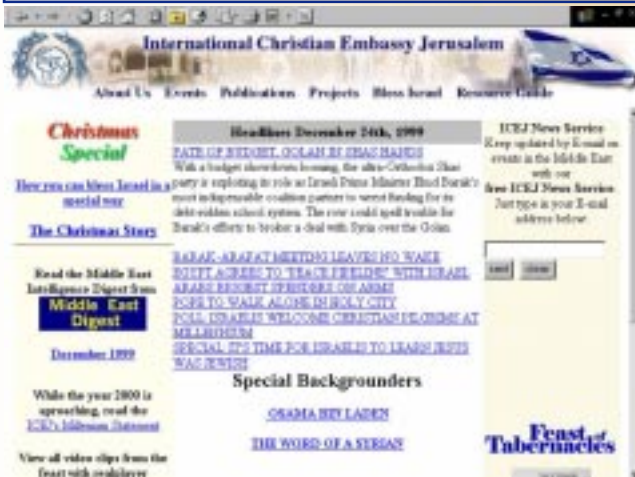 International Christian Embassy Jerusalem
About Us Events Publications Projects Bless Israel Resource Guide
Christmas
Special
How you can bless Israel in a
special way
The Christmas Story
Read the Middle East
Intelligence Digest from
Middle East
Digest
December 1999
While the year 2000 is
aproaching, read the
ICEJ's Millenium Statement
View all video clips from the
feast with realplayer
Headlines December 24th, 1999
FATE OF BUDGET, GOLAN IN SHAS HANDS
With a budget showdown looming, the ultra-Orthodox Shas
party is exploiting its role as Israeli Prime Minister Ehud Barak's
most indispensable coalition partner to wrest funding for its
debt-ridden school system. The row could spell trouble for
Barak's efforts to broker a deal with Syria over the Golan.
BARAK-ARAFAT MEETING LEAVES NO WAKE
EGYPT AGREES TO "PEACE PIPELINE" WITH ISRAEL
ARABS BIGGEST SPENDERS ON ARMS
POPE TO WALK ALONE IN HOLY CITY
POLL: ISRAELIS WELCOME CHRISTIAN PILGRIMS AT
MILLENNIUM
SPECIAL: IT'S TIME FOR ISRAELIS TO LEARN JESUS
WAS JEWISH
Special Backgrounders
OSAMA BIN LADEN
THE WORD OF A SYRIAN
ICEJ News Service
Keep updated by E-mail on
events in the Middle East
with our
free ICEJ News Service.
Just type in your E-mail
address below:
send clear
Feast of
Tabernacles